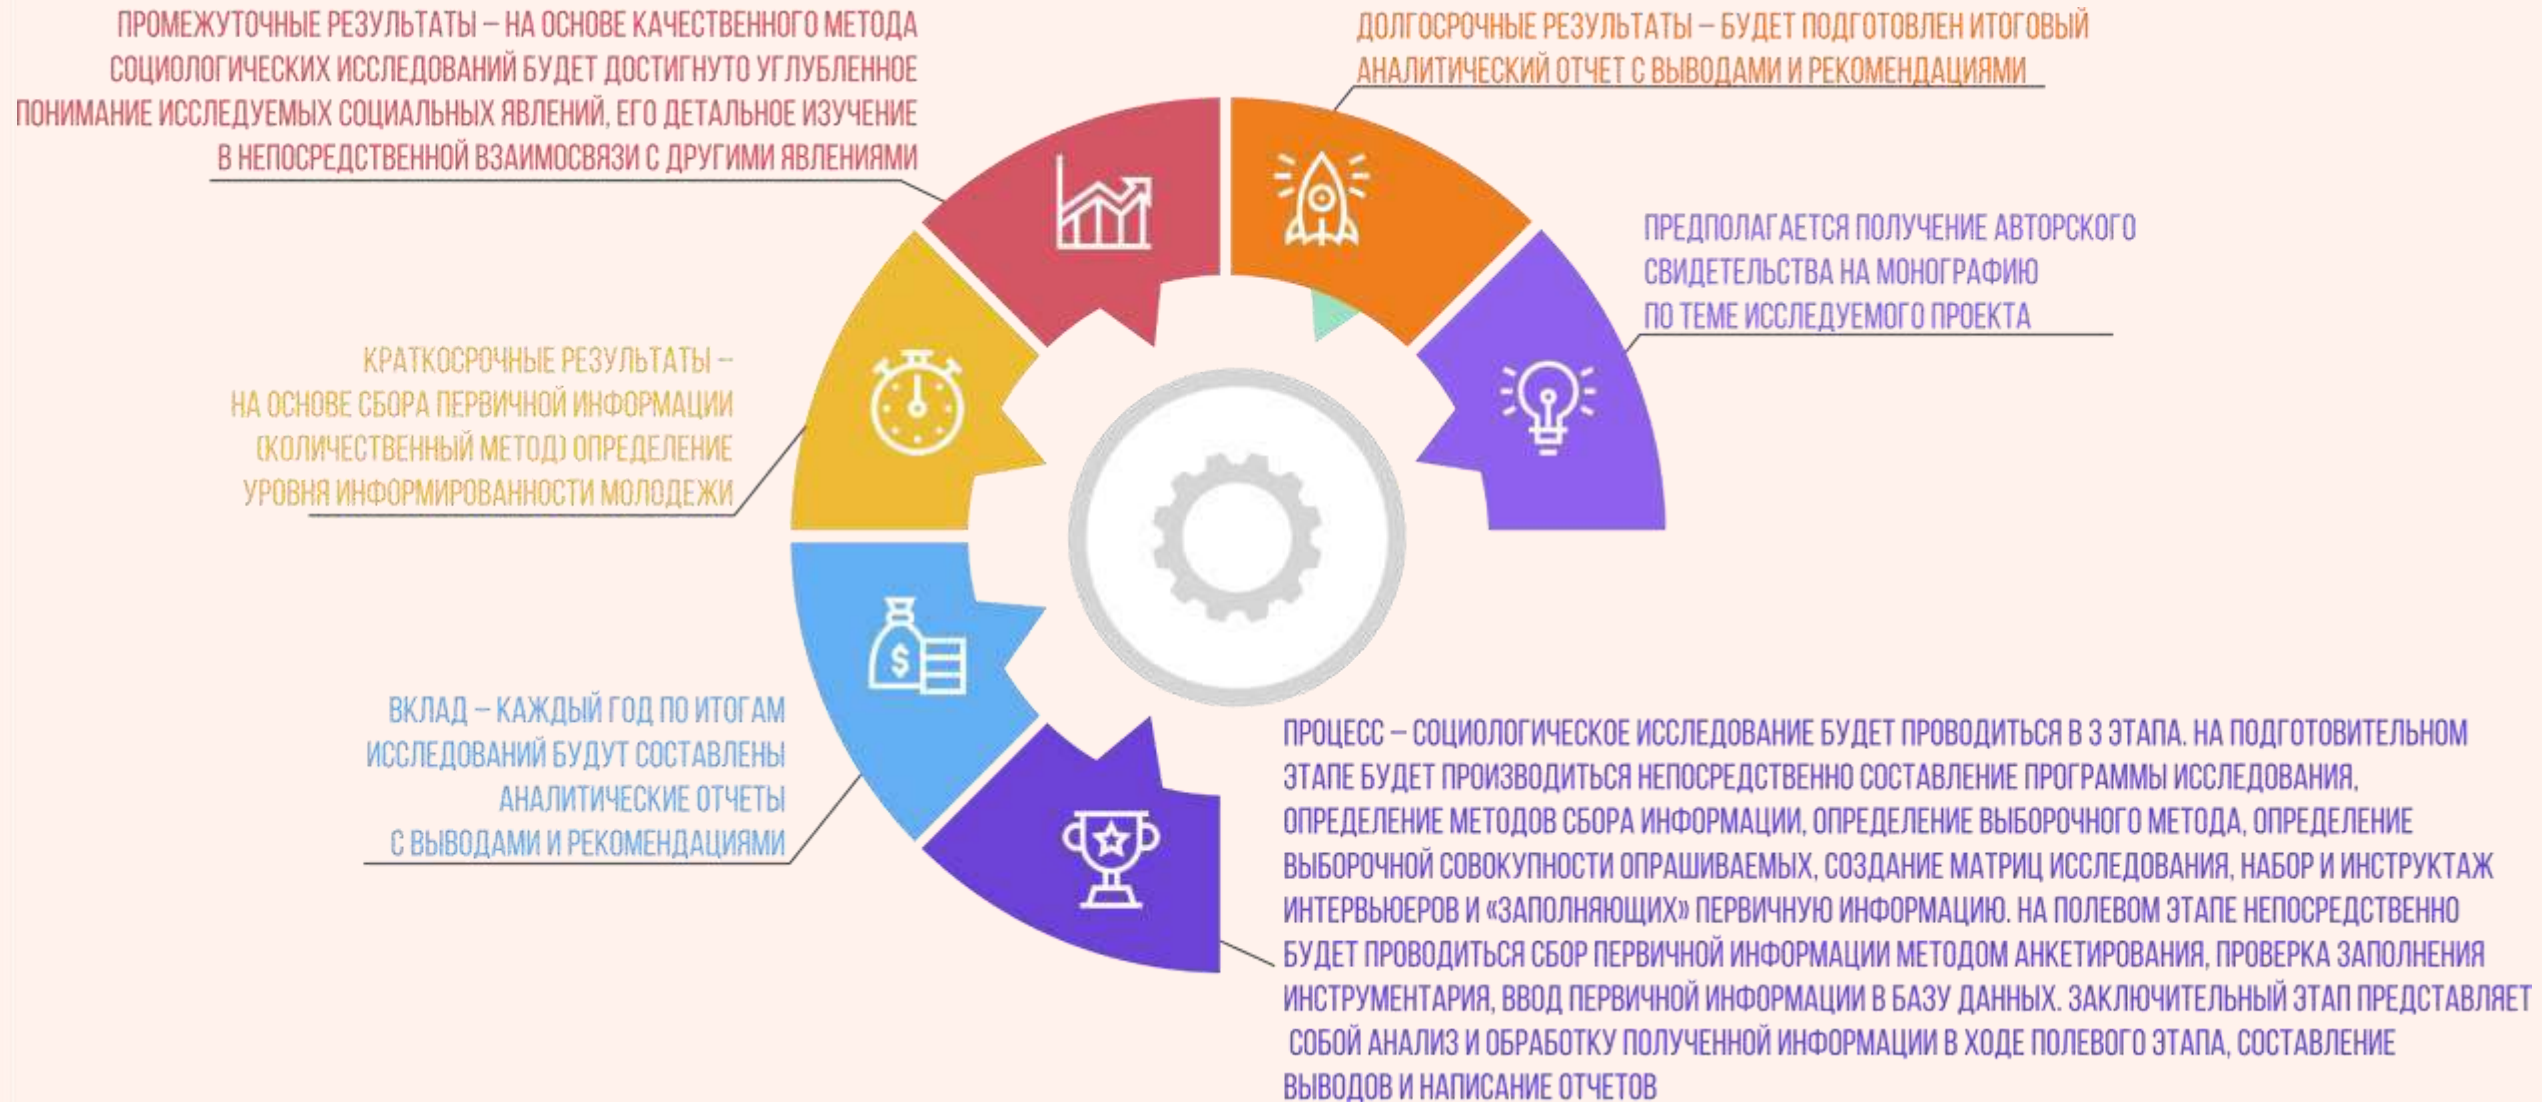 ПРОМЕЖУТОЧНЫЕ РЕЗУЛЬТАТЫ – НА ОСНОВЕ КАЧЕСТВЕННОГО МЕТОДА
СОЦИОЛОГИЧЕСКИХ ИССЛЕДОВАНИЙ БУДЕТ ДОСТИГНУТО УГЛУБЛЕННОЕ
ПОНИМАНИЕ ИССЛЕДУЕМЫХ СОЦИАЛЬНЫХ ЯВЛЕНИЙ, ЕГО ДЕТАЛЬНОЕ ИЗУЧЕНИЕ
В НЕПОСРЕДСТВЕННОЙ ВЗАИМОСВЯЗИ С ДРУГИМИ ЯВЛЕНИЯМИ
ДОЛГОСРОЧНЫЕ РЕЗУЛЬТАТЫ – БУДЕТ ПОДГОТОВЛЕН ИТОГОВЫЙ
АНАЛИТИЧЕСКИЙ ОТЧЕТ С ВЫВОДАМИ И РЕКОМЕНДАЦИЯМИ
ПРЕДПОЛАГАЕТСЯ ПОЛУЧЕНИЕ АВТОРСКОГО
СВИДЕТЕЛЬСТВА НА МОНОГРАФИЮ
ПО ТЕМЕ ИССЛЕДУЕМОГО ПРОЕКТА
КРАТКОСРОЧНЫЕ РЕЗУЛЬТАТЫ –
НА ОСНОВЕ СБОРА ПЕРВИЧНОЙ ИНФОРМАЦИИ
(КОЛИЧЕСТВЕННЫЙ МЕТОД) ОПРЕДЕЛЕНИЕ
УРОВНЯ ИНФОРМИРОВАННОСТИ МОЛОДЕЖИ
$
ВКЛАД – КАЖДЫЙ ГОД ПО ИТОГАМ
ИССЛЕДОВАНИЙ БУДУТ СОСТАВЛЕНЫ
АНАЛИТИЧЕСКИЕ ОТЧЕТЫ
С ВЫВОДАМИ И РЕКОМЕНДАЦИЯМИ
ПРОЦЕСС – СОЦИОЛОГИЧЕСКОЕ ИССЛЕДОВАНИЕ БУДЕТ ПРОВОДИТЬСЯ В 3 ЭТАПА. НА ПОДГОТОВИТЕЛЬНОМ
ЭТАПЕ БУДЕТ ПРОИЗВОДИТЬСЯ НЕПОСРЕДСТВЕННО СОСТАВЛЕНИЕ ПРОГРАММЫ ИССЛЕДОВАНИЯ,
ОПРЕДЕЛЕНИЕ МЕТОДОВ СБОРА ИНФОРМАЦИИ, ОПРЕДЕЛЕНИЕ ВЫБОРОЧНОГО МЕТОДА, ОПРЕДЕЛЕНИЕ
ВЫБОРОЧНОЙ СОВОКУПНОСТИ ОПРАШИВАЕМЫХ, СОЗДАНИЕ МАТРИЦ ИССЛЕДОВАНИЯ, НАБОР И ИНСТРУКТАЖ
ИНТЕРВЬЮЕРОВ И «ЗАПОЛНЯЮЩИХ» ПЕРВИЧНУЮ ИНФОРМАЦИЮ. НА ПОЛЕВОМ ЭТАПЕ НЕПОСРЕДСТВЕННО
БУДЕТ ПРОВОДИТЬСЯ СБОР ПЕРВИЧНОЙ ИНФОРМАЦИИ МЕТОДОМ АНКЕТИРОВАНИЯ, ПРОВЕРКА ЗАПОЛНЕНИЯ
ИНСТРУМЕНТАРИЯ, ВВОД ПЕРВИЧНОЙ ИНФОРМАЦИИ В БАЗУ ДАННЫХ. ЗАКЛЮЧИТЕЛЬНЫЙ ЭТАП ПРЕДСТАВЛЯЕТ
СОБОЙ АНАЛИЗ И ОБРАБОТКУ ПОЛУЧЕННОЙ ИНФОРМАЦИИ В ХОДЕ ПОЛЕВОГО ЭТАПА, СОСТАВЛЕНИЕ
ВЫВОДОВ И НАПИСАНИЕ ОТЧЕТОВ